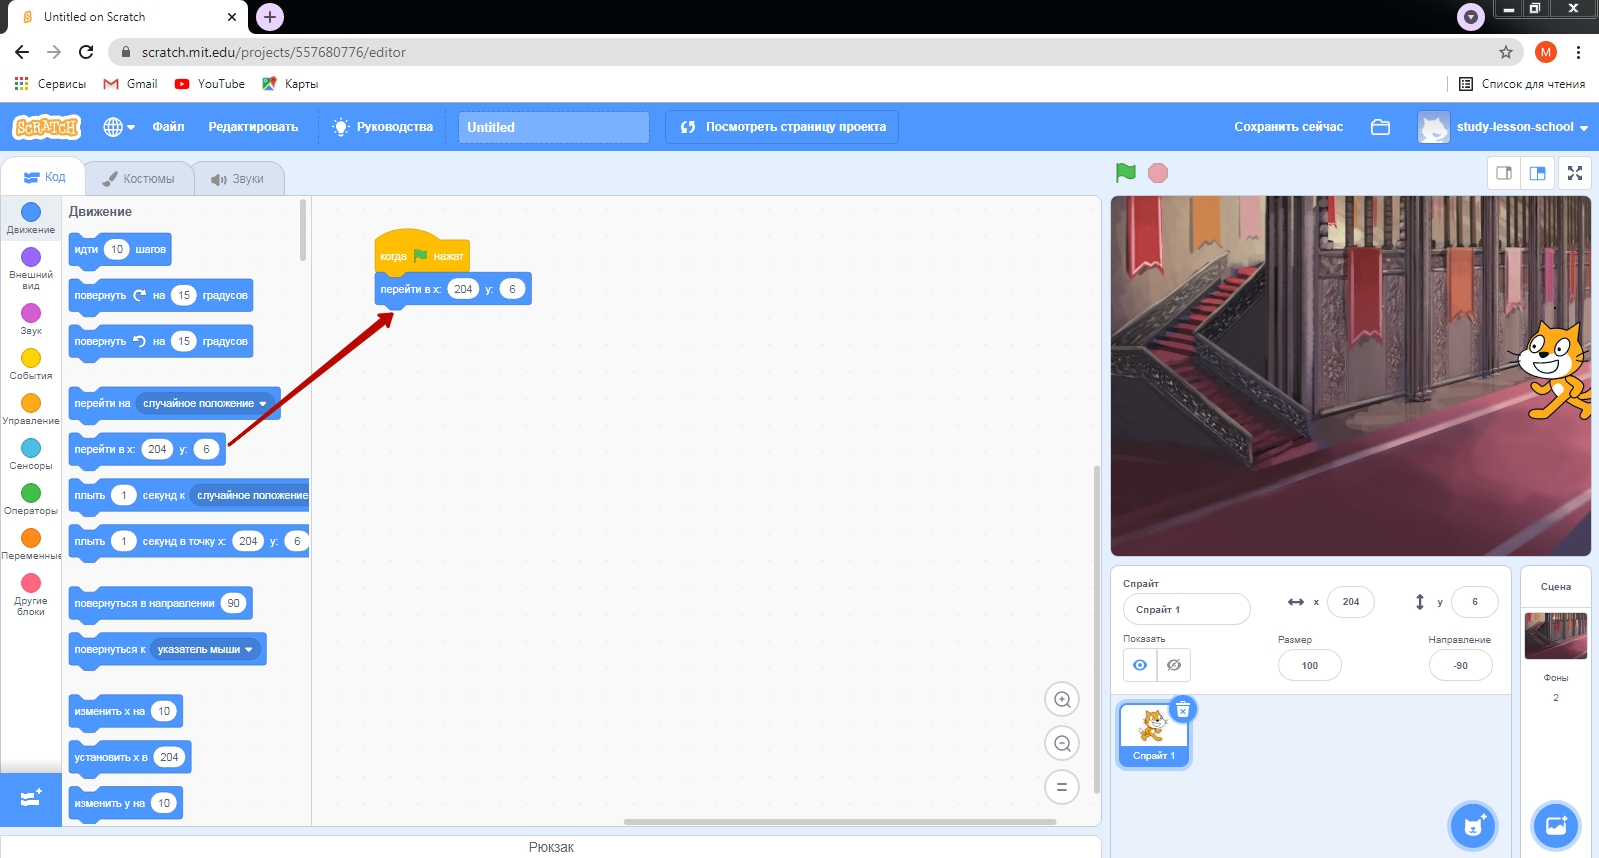 Untitled on Scratch
scratch.mit.edu/projects/557680776/editor
M
Сервисы
Gmail
YouTube
Карты
Список для чтения
SCRATCH
Файл
Редактировать
Руководства
Untitled
Посмотреть страницу проекта
Сохранить сейчас
study-lesson-school
Код
Костюмы
Звуки
Движение
Внешний
вид
Звук
События
Управление
Сенсоры
Операторы
Переменные
Другие
блоки
Движение
идти 10 шагов
повернуть на 15 градусов
повернуть на 15 градусов
перейти на случайное положение
перейти в x: 204 y: 6
плыть 1 секунд к случайное положение
плыть 1 секунд в точку x: 204 y: 6
повернуться в направлении 90
повернуться к указатель мыши
изменить x на 10
установить x в 204
изменить y на 10
когда нажат
перейти в x: 204 y: 6
Рюкзак
Спрайт
Спрайт 1
x 204
y 6
Показать
Размер
100
Направление
-90
Спрайт 1
Сцена
Фоны
2